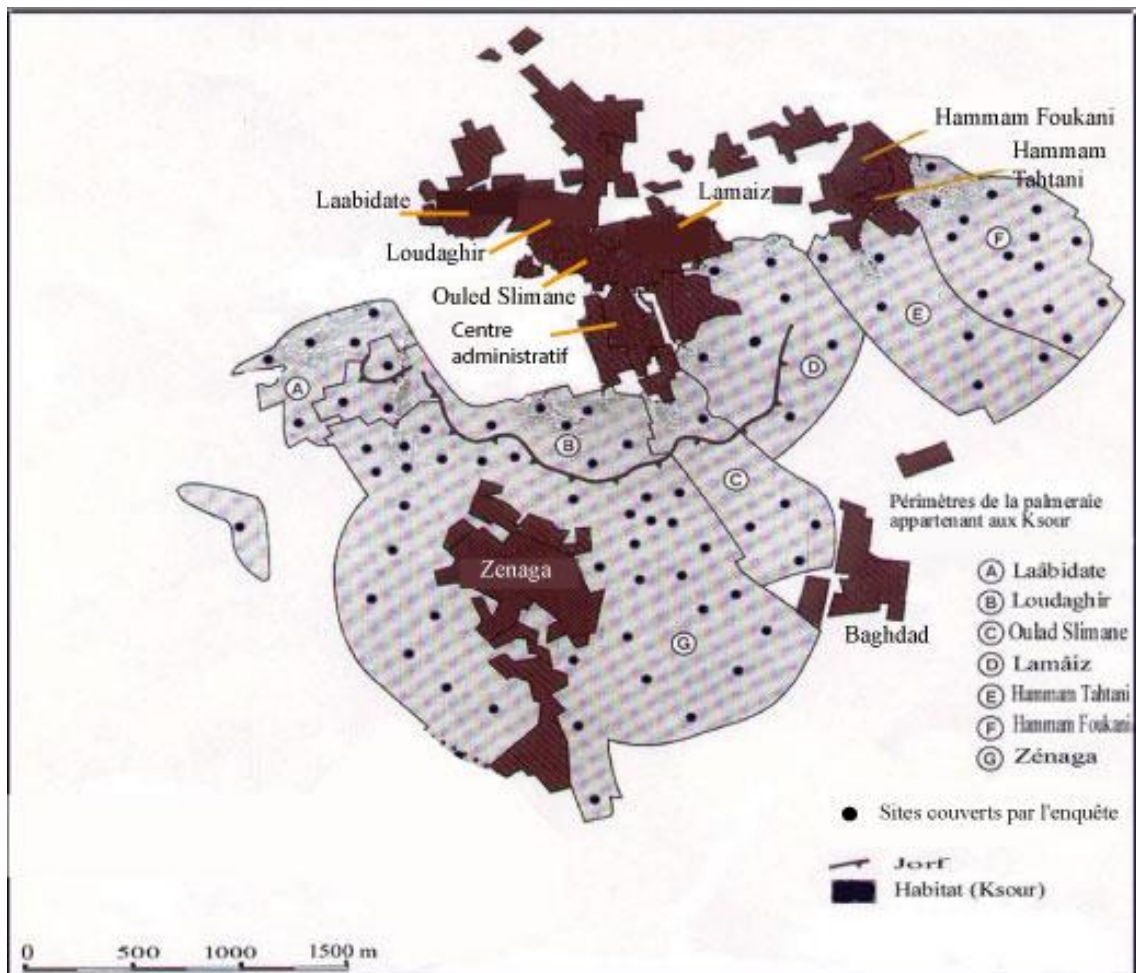 Hammam Foukani
Hammam
Tahtani
Laabidate
Lamaiz
Loudaghir
Ouled Slimane
Centre
administratif
F
E
A
D
B
C
Périmètres de la palmeraie
appartenant aux Ksour
Zenaga
A Laâbidate
B Loudaghir
C Oulad Slimane
Baghdad
G
D Lamâiz
E Hammam Tahtani
F Hammam Foukani
G Zénaga
Sites couverts par l'enquête
Jorf
Habitat (Ksour)
0 500 1000 1500 m